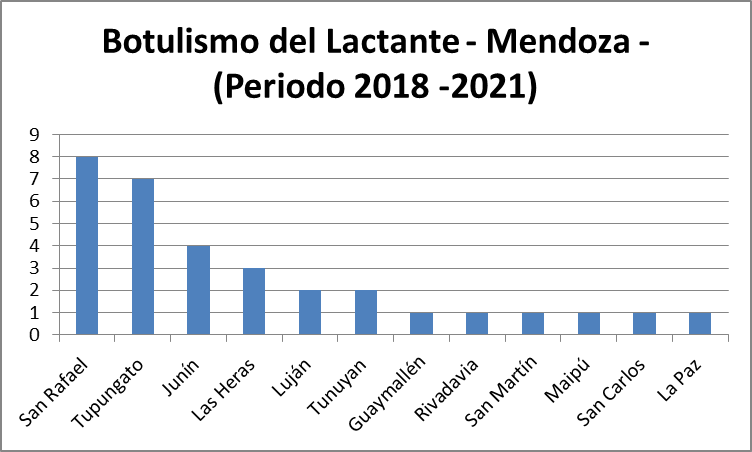 Botulismo del Lactante - Mendoza -
(Periodo 2018 -2021)
9
8
7
6
5
4
3
2
1
0
San Rafael
Tupungato
Junín
Las Heras
Luján
Tunuyan
Guaymallén
Rivadavia
San Martín
Maipú
San Carlos
La Paz